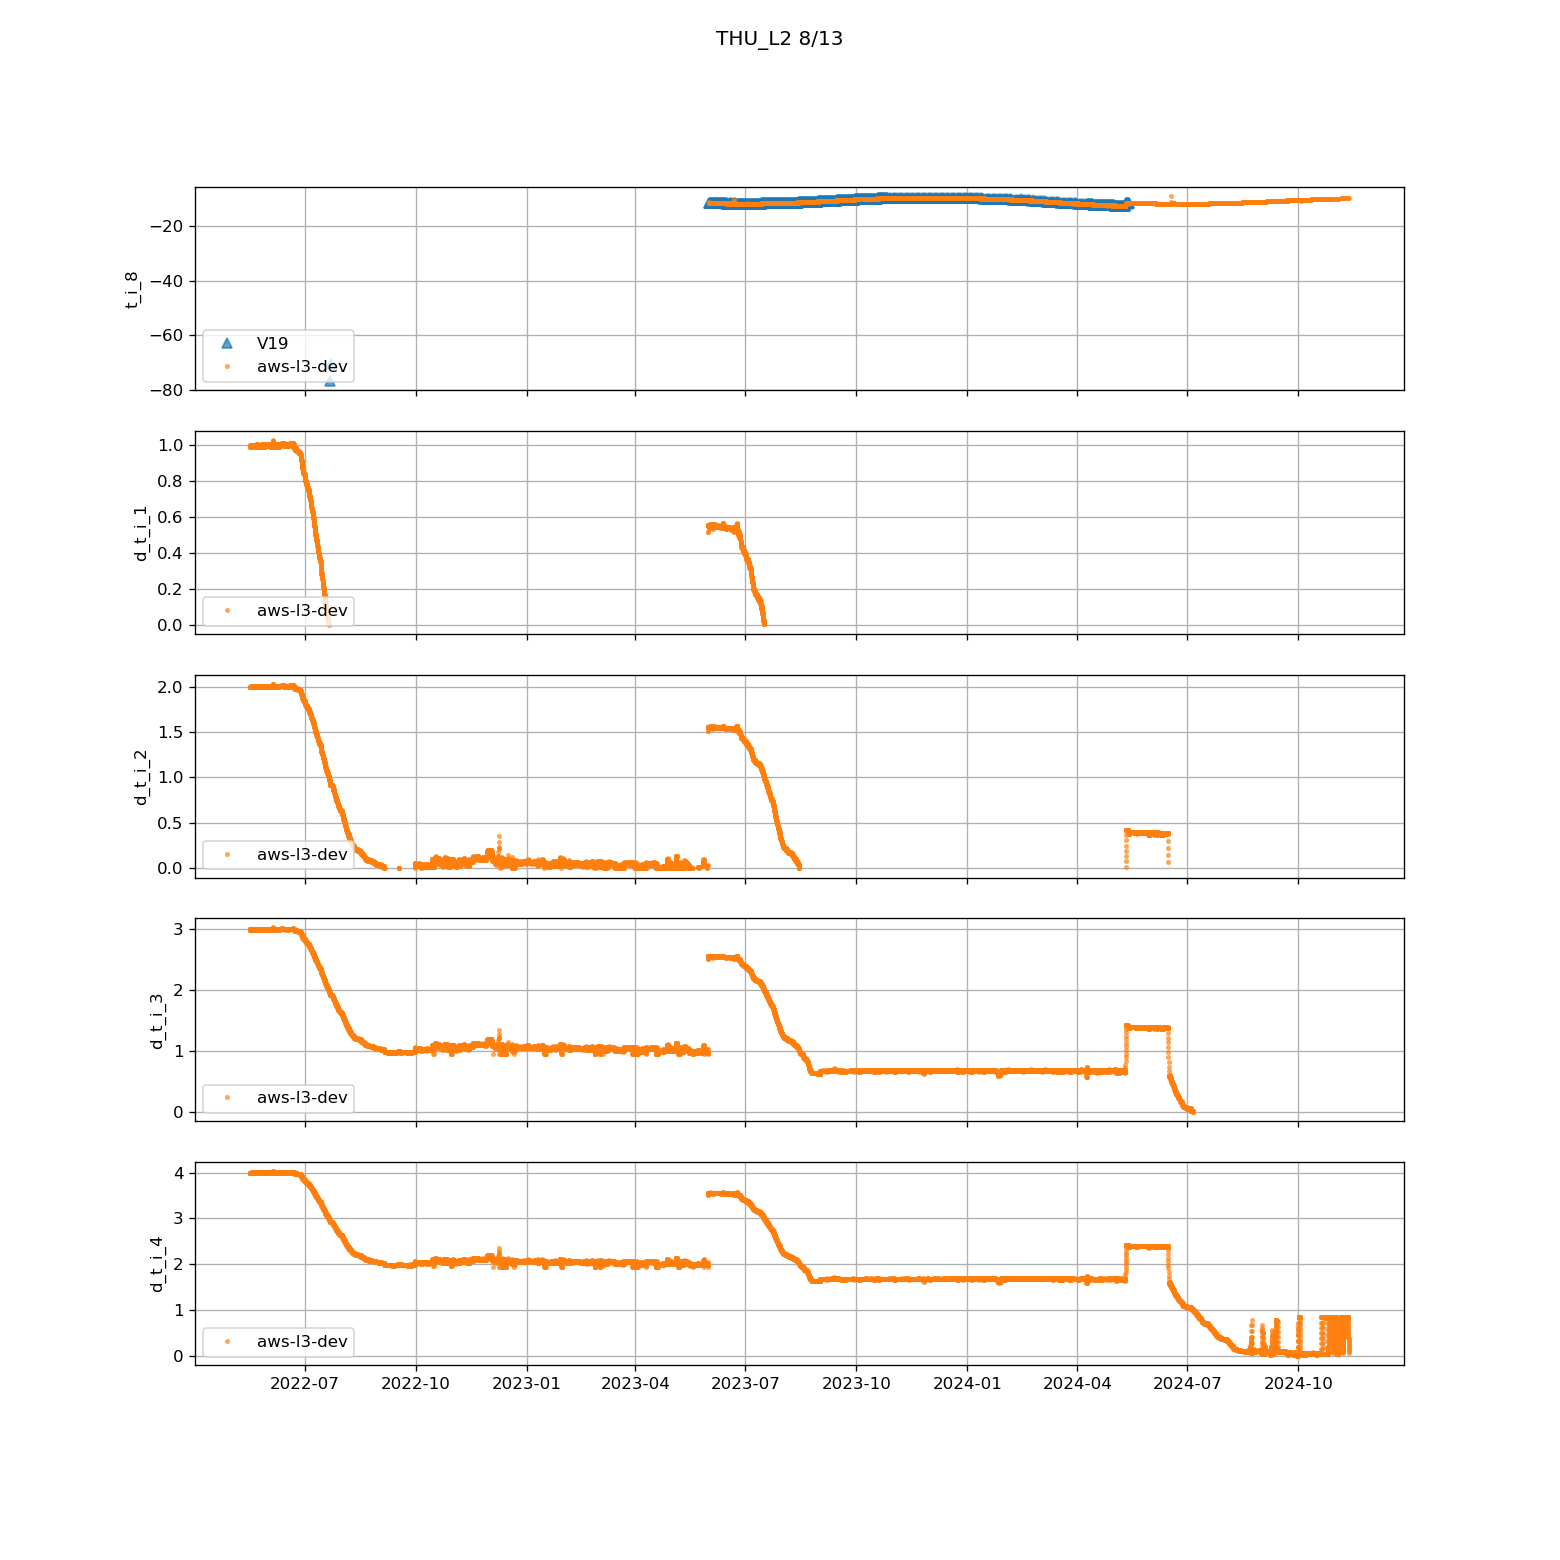 THU_L2 8/13
t_i_8
−20
−40
−60
−80
V19
aws-l3-dev
d_t_i_1
1.0
0.8
0.6
0.4
0.2
0.0
aws-l3-dev
d_t_i_2
2.0
1.5
1.0
0.5
0.0
aws-l3-dev
d_t_i_3
3
2
1
0
aws-l3-dev
d_t_i_4
4
3
2
1
0
aws-l3-dev
2022-07 2022-10 2023-01 2023-04 2023-07 2023-10 2024-01 2024-04 2024-07 2024-10